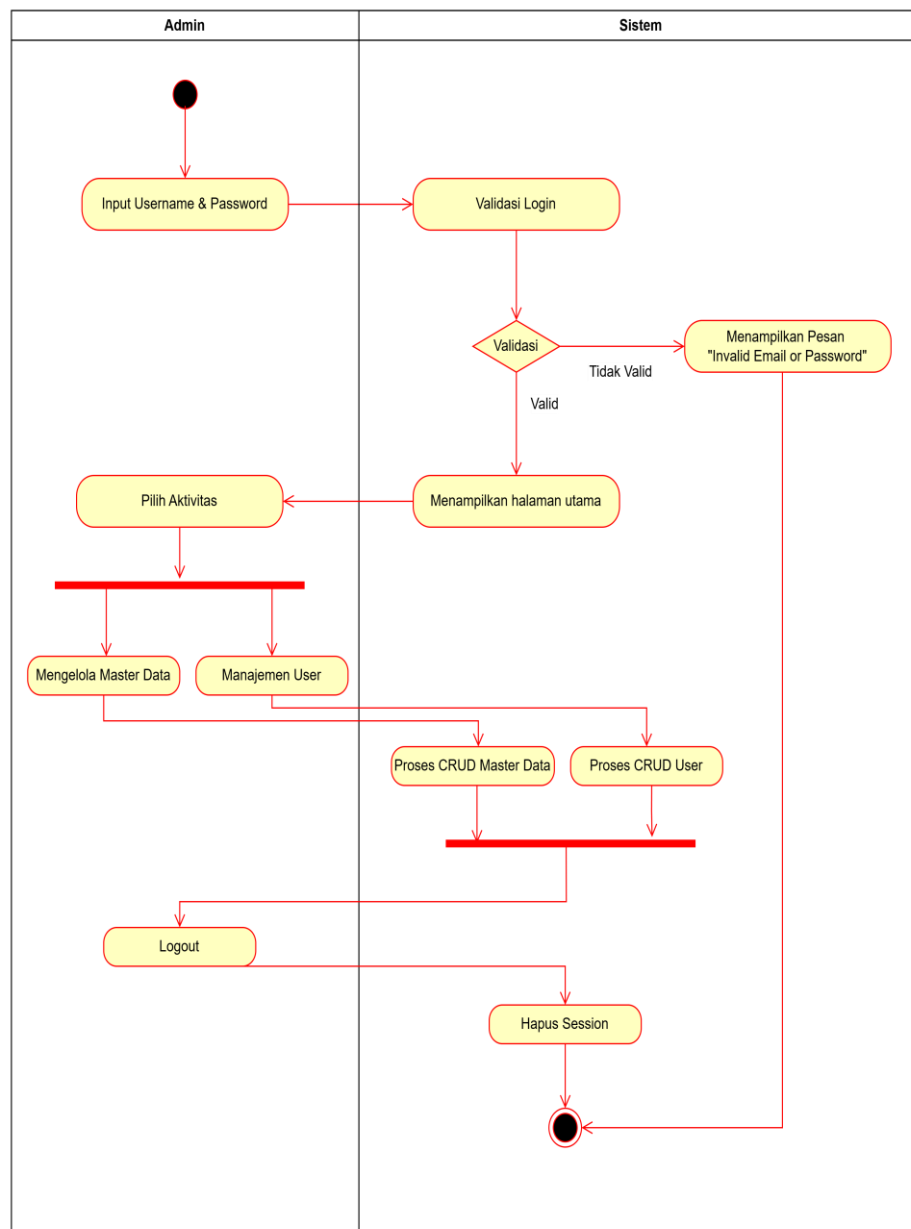 Admin
Sistem
Input Username & Password
Validasi Login
Validasi
Tidak Valid
Menampilkan Pesan
"Invalid Email or Password"
Valid
Pilih Aktivitas
Menampilkan halaman utama
Mengelola Master Data
Manajemen User
Proses CRUD Master Data
Proses CRUD User
Logout
Hapus Session